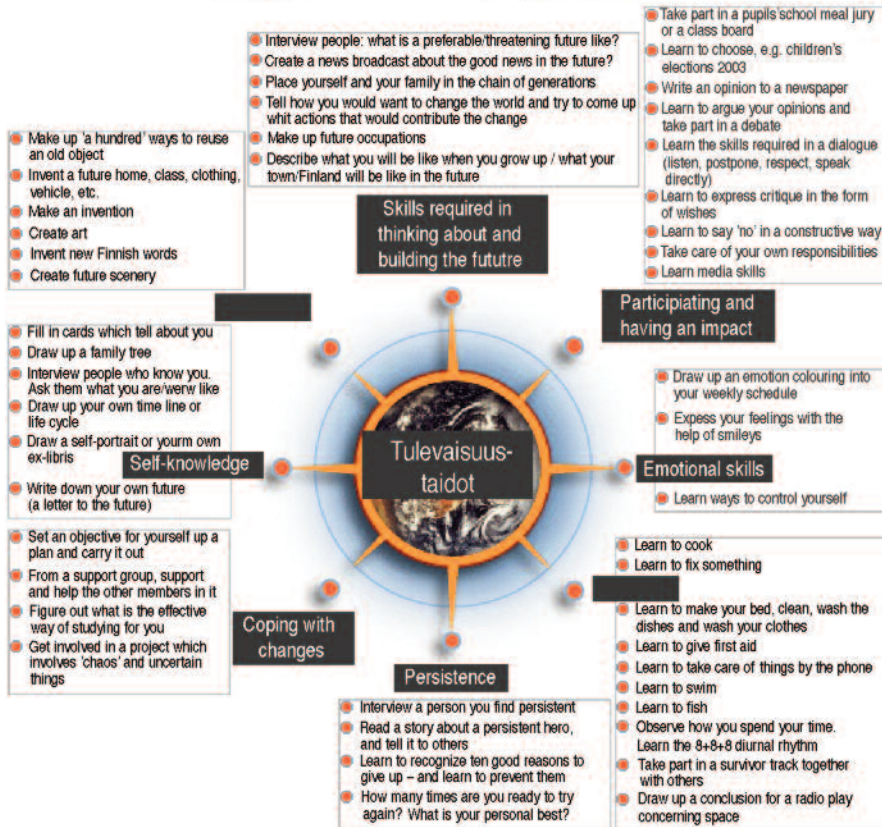 Interview people: what is a preferable/threatening future like?
Create a news broadcast about the good news in the future?
Place yourself and your family in the chain of generations
Tell how you would want to change the world and try to come up
whit actions that would contribute the change
Make up future occupations
Describe what you will be like when you grow up / what your
town/Finland will be like in the future
Skills required in
thinking about and
building the fututre
Take part in a pupils'school meal jury
or a class board
Learn to choose, e.g. children's
elections 2003
Write an opinion to a newspaper
Learn to argue your opinions and
take part in a debate
Learn the skills required in a dialogue
(listen, postpone, respect, speak
directly)
Learn to express critique in the form
of wishes
Learn to say 'no' in a constructive way
Take care of your own responsibilities
Learn media skills
Participiating and
having an impact
Make up 'a hundred' ways to reuse
an old object
Invent a future home, class, clothing,
vehicle, etc.
Make an invention
Create art
Invent new Finnish words
Create future scenery
Fill in cards which tell about you
Draw up a family tree
Interview people who know you.
Ask them what you are/werw like
Draw up your own time line or
life cycle
Draw a self-portrait or yourm own
ex-libris
Write down your own future
(a letter to the future)
Self-knowledge
Tulevaisuus-
taidot
Draw up an emotion colouring into
your weekly schedule
Expess your feelings with the
help of smileys
Emotional skills
Learn ways to control yourself
Set an objective for yourself up a
plan and carry it out
From a support group, support
and help the other members in it
Figure out what is the effective
way of studying for you
Get involved in a project which
involves 'chaos' and uncertain
things
Coping with
changes
Persistence
Interview a person you find persistent
Read a story about a persistent hero,
and tell it to others
Learn to recognize ten good reasons to
give up – and learn to prevent them
How many times are you ready to try
again? What is your personal best?
Learn to cook
Learn to fix something
Learn to make your bed, clean, wash the
dishes and wash your clothes
Learn to give first aid
Learn to take care of things by the phone
Learn to swim
Learn to fish
Observe how you spend your time.
Learn the 8+8+8 diurnal rhythm
Take part in a survivor track together
with others
Draw up a conclusion for a radio play
concerning space